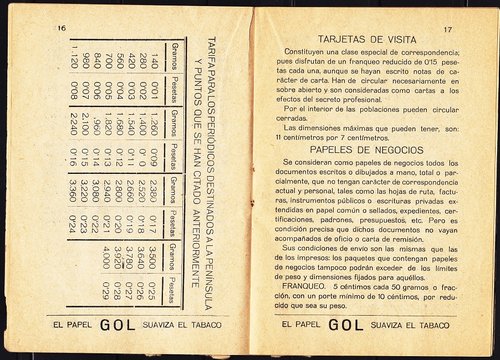 16
TARIFA PARA LOS PERIÓDICOS DESTINADOS A LA PENÍNSULA
Y PUNTOS QUE SE HAN CITADO ANTERIORMENTE
Gramos Pesetas Gramos Pesetas Gramos Pesetas Gramos Pesetas
140 0'01 1.260 0'09 2.380 0'17 3.500 0'25
280 0'02 1.400 0'10 2.520 0'18 3.640 0'26
420 0'03 1.540 0'11 2.660 0'19 3.780 0'27
560 0'04 1.680 0'12 2.800 0'20 3.920 0'28
700 0'05 1.820 0'13 2.940 0'21 4.000 0'29
840 0'06 1.960 0'14 3.080 0'22
980 0'07 2.100 0'15 3.220 0'23
1.120 0'08 2.240 0'16 3.360 0'24
EL PAPEL GOL SUAVIZA EL TABACO
17
TARJETAS DE VISITA
Constituyen una clase especial de correspondencia;
pues disfrutan de un franqueo reducido de 0'15 pese-
tas cada una, aunque se hayan escrito notas de ca-
rácter de carta. Han de circular necesariamente en
sobre abierto y son consideradas como cartas a los
efectos del secreto profesional.
Por el interior de las poblaciones pueden circular
cerradas.
Las dimensiones máximas que pueden tener, son:
11 centímetros por 7 centímetros.
PAPELES DE NEGOCIOS
Se consideran como papeles de negocios todos los
documentos escritos o dibujados a mano, total o par-
cialmente, que no tengan carácter de correspondencia
actual y personal, tales como las hojas de ruta, factu-
ras, instrumentos públicos o escrituras privadas ex-
tendidas en papel común o sellados, expedientes, cer-
tificaciones, padrones, presupuestos, etc. Pero es
condición precisa que dichos documentos no vayan
acompañados de oficio o carta de remisión.
Sus condiciones de envío son las mismas que las
de los impresos: los paquetes que contengan papeles
de negocios tampoco podrán exceder de los límites
de peso y dimensiones fijados para aquéllos.
FRANQUEO. 5 céntimos cada 50 gramos o frac-
ción, con un porte mínimo de 10 céntimos, por redu-
cido que sea su peso.
EL PAPEL GOL SUAVIZA EL TABACO